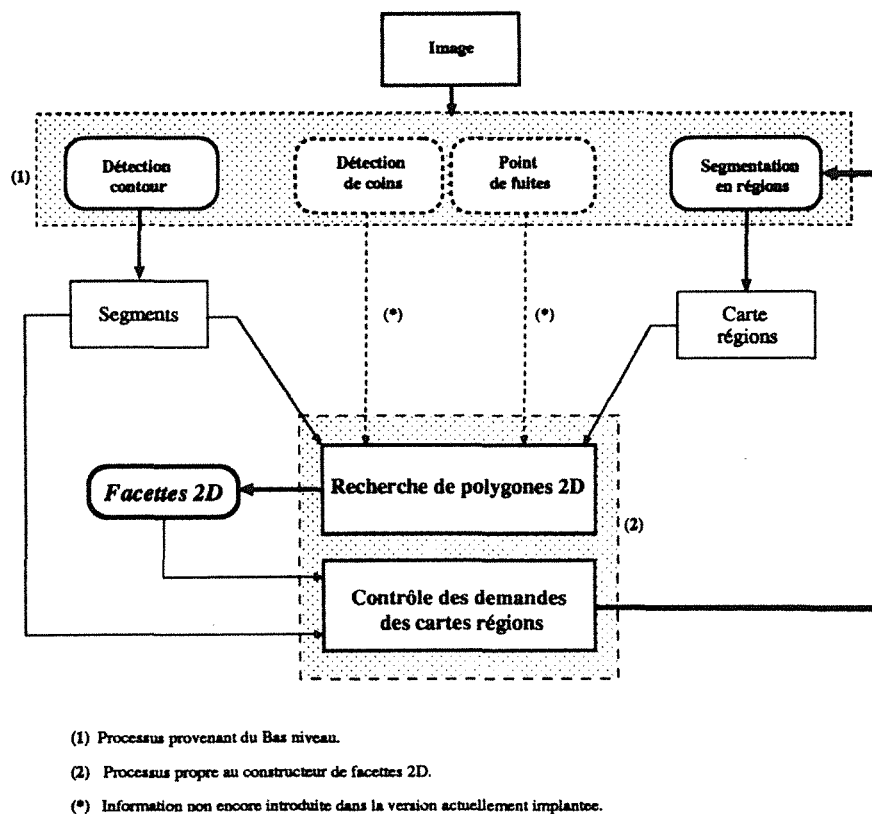 Image
Détection
contour
Détection
de coins
Point
de fuites
Segmentation
en régions
(1)
Segments
(*)
(*)
Carte
régions
Facettes 2D
Recherche de polygones 2D
(2)
Contrôle des demandes
des cartes régions
(1) Processus provenant du Bas niveau.
(2) Processus propre au constructeur de facettes 2D.
(*) Information non encore introduite dans la version actuellement implantee.